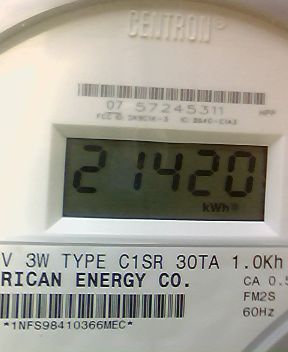 CENTRON®
07 57245311
HPP
21420
kWh
V 3W TYPE C1SR 30TA 1.0Kh
RICAN ENERGY CO.
CA 0.5
FM2S
60Hz
*1NFS98410366MEC*